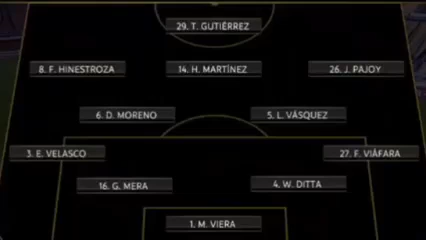 29. T. GUTIÉRREZ
8. F. HINESTROZA
14. H. MARTÍNEZ
26. J. PAJOY
6. D. MORENO
5. L. VÁSQUEZ
3. E. VELASCO
27. F. VIÁFARA
16. G. MERA
4. W. DITTA
1. M. VIERA